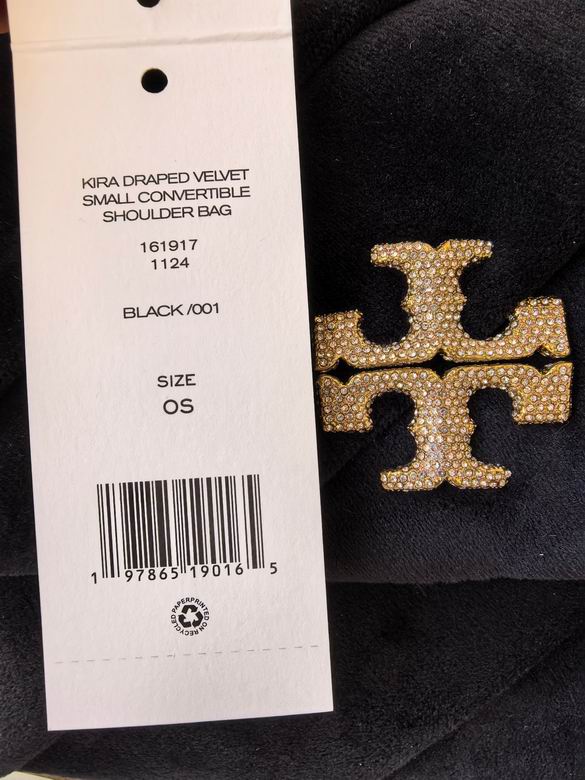 KIRA DRAPED VELVET
SMALL CONVERTIBLE
SHOULDER BAG
161917
1124
BLACK /001
SIZE
OS
1 97865 19016 5
PRINTED ON RECYCLED PAPER